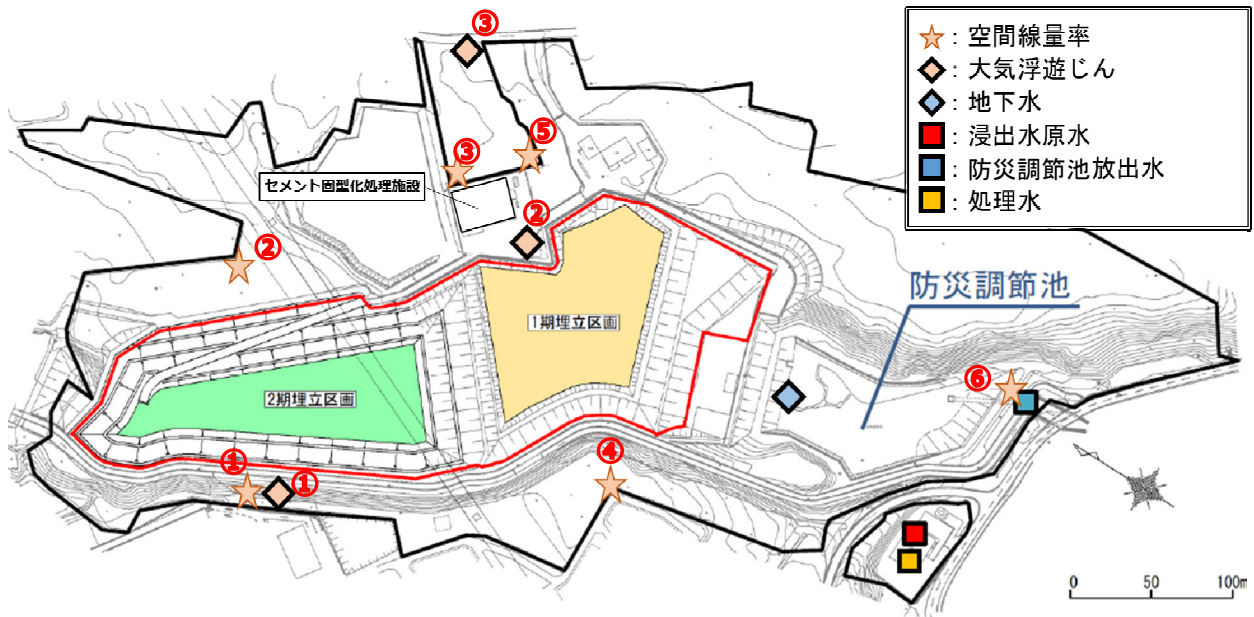 ③
：空間線量率
：大気浮遊じん
：地下水
：浸出水原水
：防災調節池放出水
：処理水
⑤
③
セメント固型化処理施設
②
②
防災調節池
1期埋立区画
⑥
2期埋立区画
①
①
④
0 50 100m